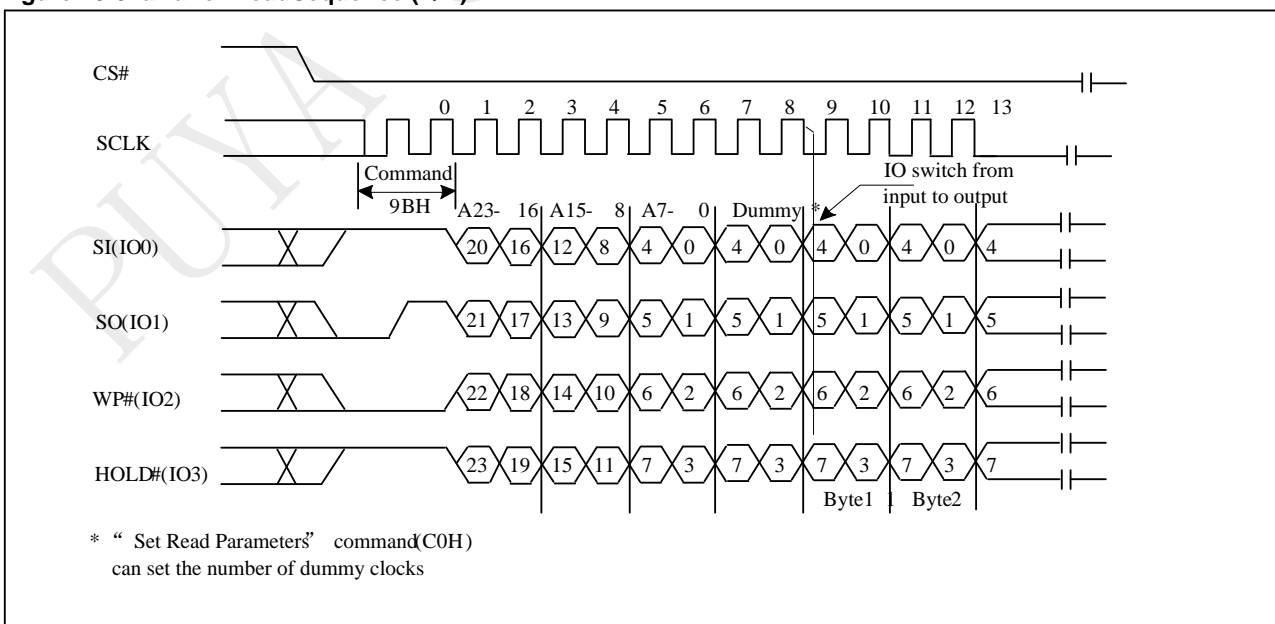 PUYA
CS#
0 1 2 3 4 5 6 7 8 9 10 11 12 13
SCLK
Command
9BH
IO switch from
input to output
A23- 16 A15- 8 A7- 0 Dummy *
SI(IO0) 20 16 12 8 4 0 4 0 4 0 4 0 4
SO(IO1) 21 17 13 9 5 1 5 1 5 1 5 1 5
WP#(IO2) 22 18 14 10 6 2 6 2 6 2 6 2 6
HOLD#(IO3) 23 19 15 11 7 3 7 3 7 3 7 3 7
Byte1 1 Byte2
* “ Set Read Parameters” command(C0H)
can set the number of dummy clocks